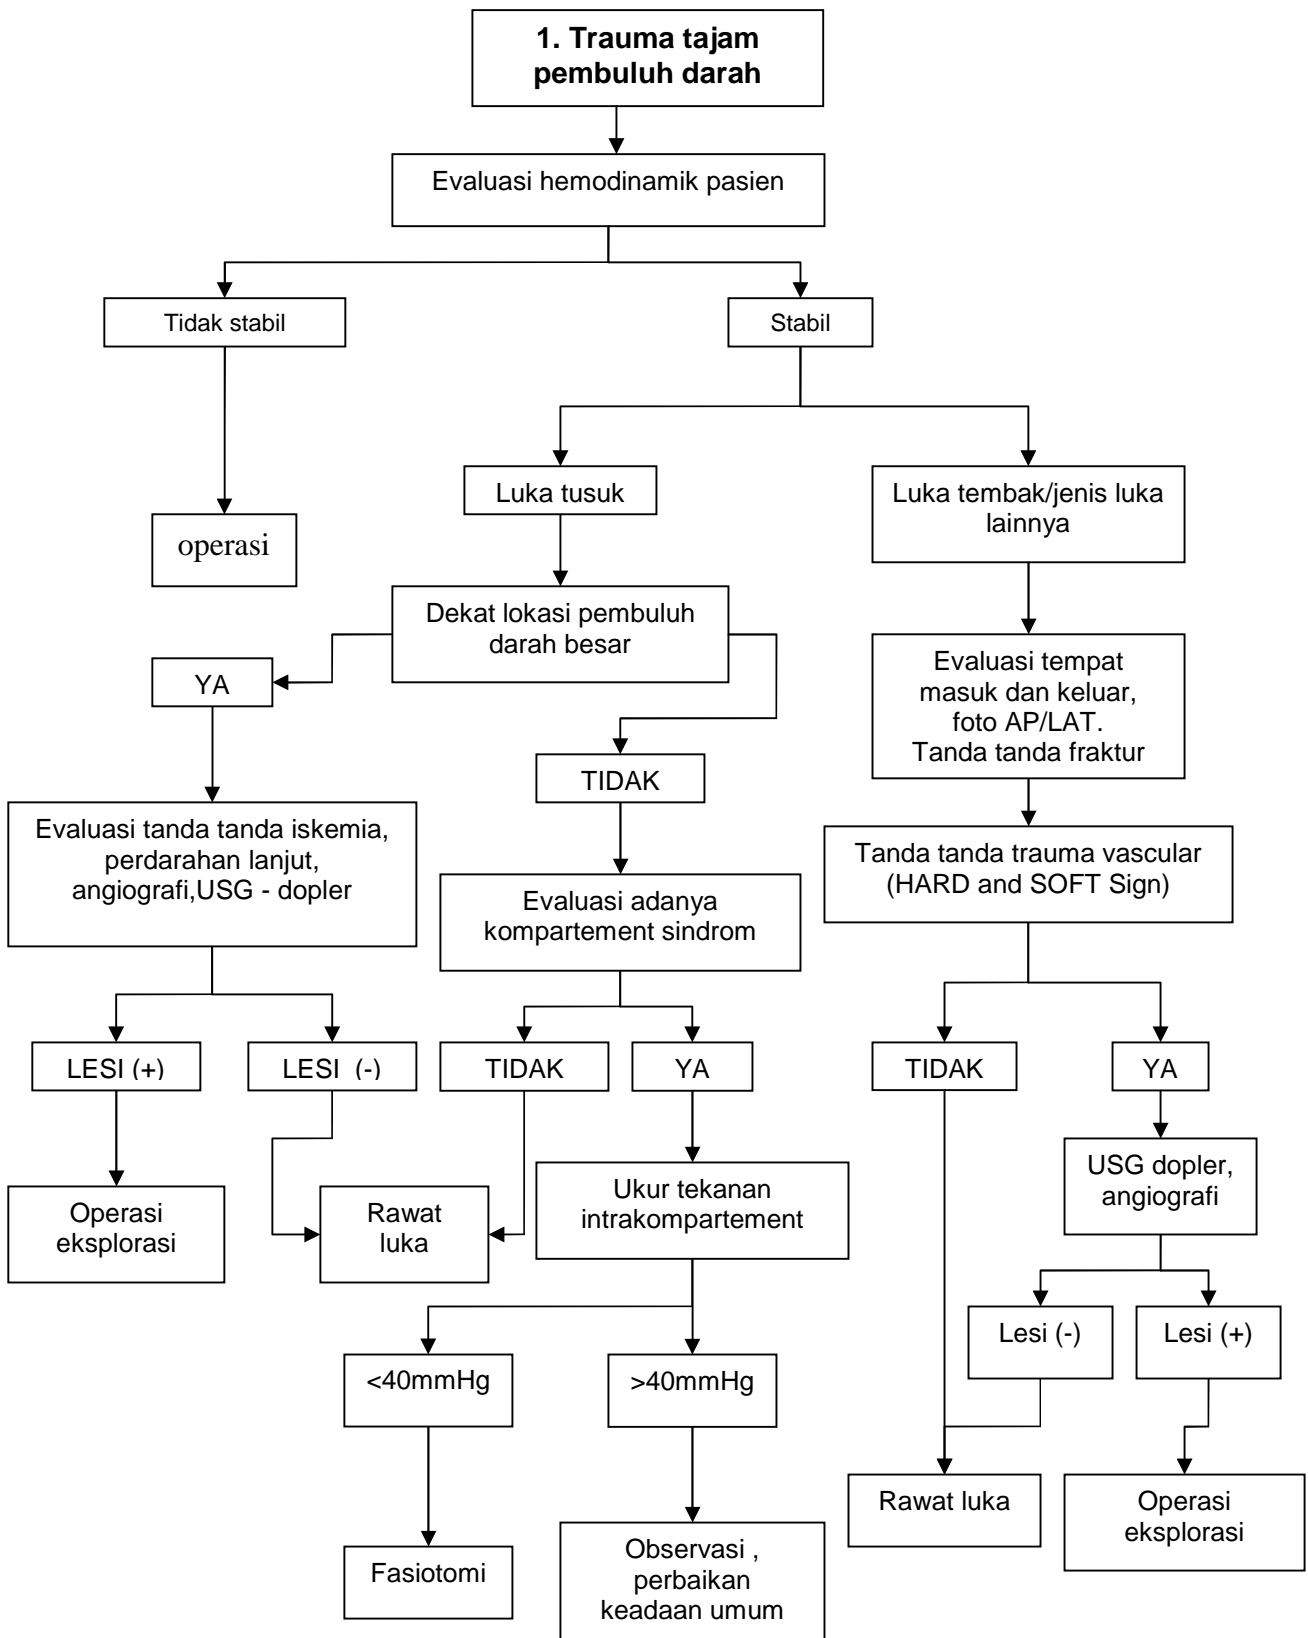 1. Trauma tajam
pembuluh darah
Evaluasi hemodinamik pasien
Tidak stabil
Stabil
operasi
Luka tusuk
Luka tembak/jenis luka
lainnya
Dekat lokasi pembuluh
darah besar
YA
TIDAK
Evaluasi tempat
masuk dan keluar,
foto AP/LAT.
Tanda tanda fraktur
Evaluasi tanda tanda iskemia,
perdarahan lanjut,
angiografi,USG - dopler
Evaluasi adanya
kompartement sindrom
Tanda tanda trauma vascular
(HARD and SOFT Sign)
LESI (+)
LESI (-)
TIDAK
YA
TIDAK
YA
Operasi
eksplorasi
Rawat
luka
Ukur tekanan
intrakompartement
USG dopler,
angiografi
<40mmHg
>40mmHg
Lesi (-)
Lesi (+)
Fasiotomi
Observasi ,
perbaikan
keadaan umum
Rawat luka
Operasi
eksplorasi